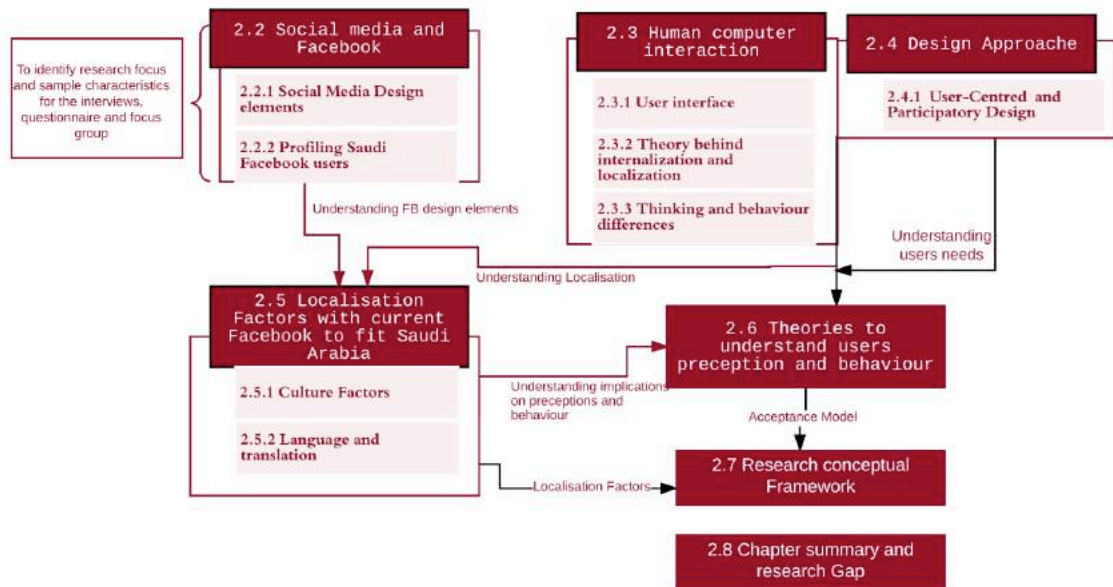 2.2 Social media and
Facebook
To identify research focus
and sample characteristics
for the interviews,
questionnaire and focus
group
2.2.1 Social Media Design
elements
2.2.2 Profiling Saudi
Facebook users
2.3 Human computer
interaction
2.3.1 User interface
2.3.2 Theory behind
internalization and
localization
2.3.3 Thinking and behaviour
differences
2.4 Design Approache
2.4.1 User-Centred and
Participatory Design
Understanding FB design elements
Understanding Localisation
Understanding
users needs
2.5 Localisation
Factors with current
Facebook to fit Saudi
Arabia
2.5.1 Culture Factors
2.5.2 Language and
translation
Understanding implications
on preceptions and
behaviour
2.6 Theories to
understand users
preception and behaviour
Acceptance Model
Localisation Factors
2.7 Research conceptual
Framework
2.8 Chapter summary and
research Gap